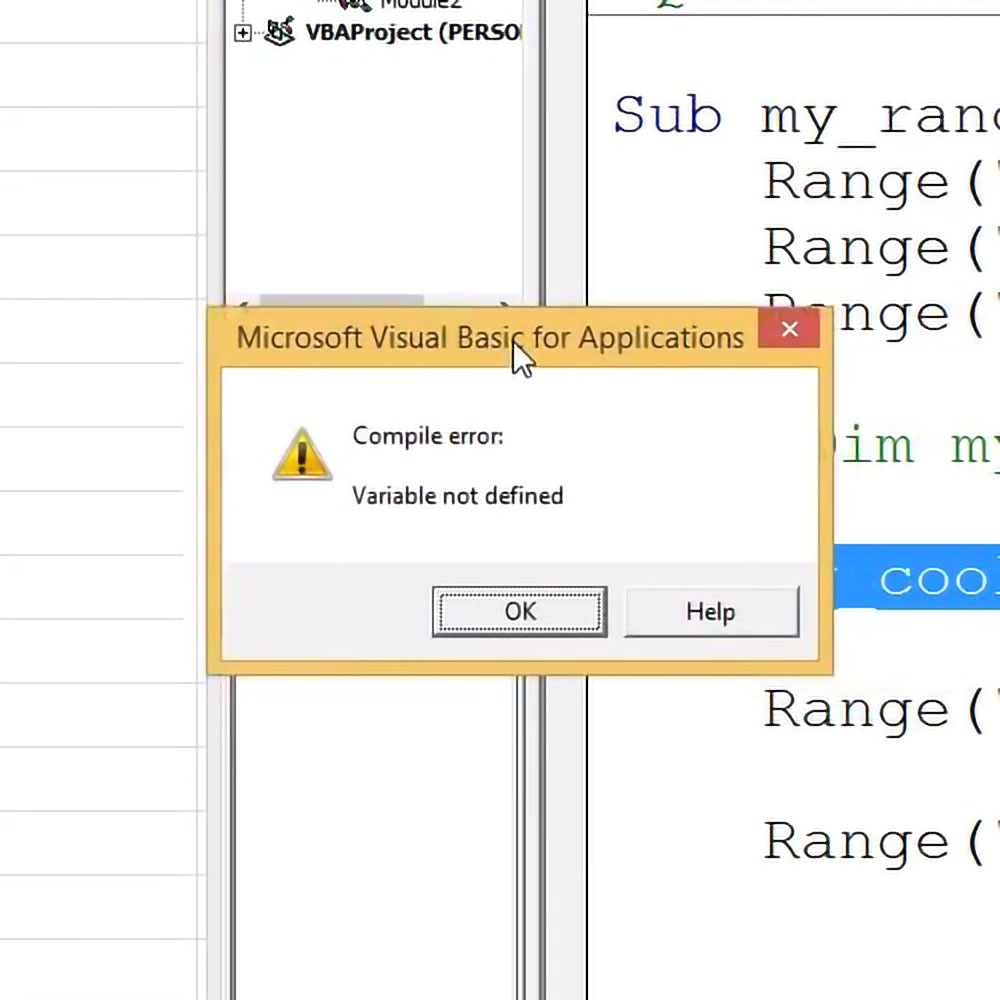 Module2
VBAProject (PERSO
Sub my_rand
Range("
Range("
Range("
Microsoft Visual Basic for Applications
Compile error:
Dim my
Variable not defined
cool
OK
Help
Range("
Range("